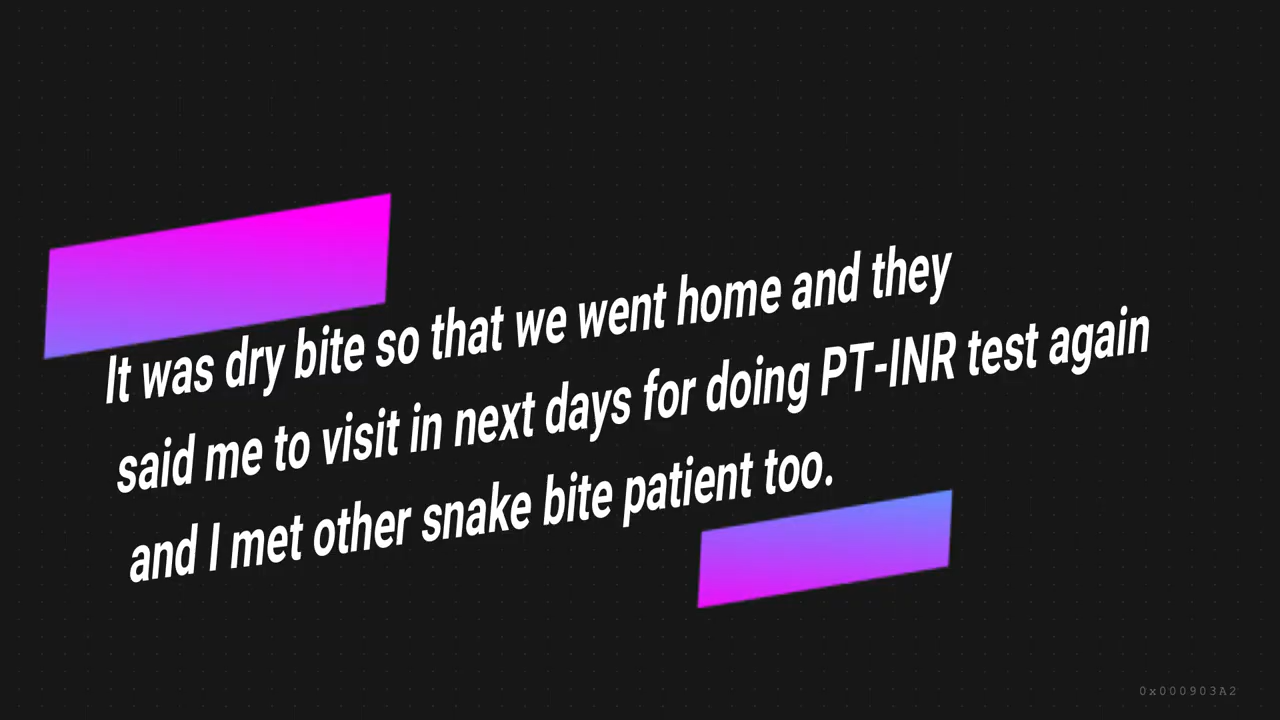 It was dry bite so that we went home and they
said me to visit in next days for doing PT-INR test again
and I met other snake bite patient too.
0x000903A2